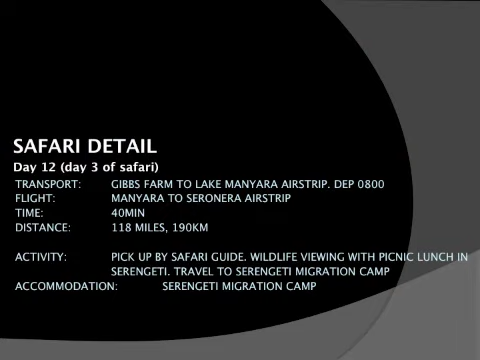 SAFARI DETAIL
Day 12 (day 3 of safari)
TRANSPORT: GIBBS FARM TO LAKE MANYARA AIRSTRIP. DEP 0800
FLIGHT: MANYARA TO SERONERA AIRSTRIP
TIME: 40MIN
DISTANCE: 118 MILES, 190KM
ACTIVITY: PICK UP BY SAFARI GUIDE. WILDLIFE VIEWING WITH PICNIC LUNCH IN
SERENGETI. TRAVEL TO SERENGETI MIGRATION CAMP
ACCOMMODATION: SERENGETI MIGRATION CAMP